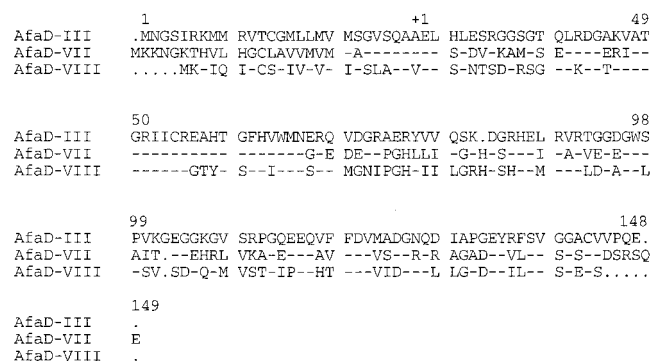 1 +1 49
AfaD-III .MNGSIRKMM RVTCGMLLMV MSGVSQAAEL HLESRGGSGT QLRDGAKVAT
AfaD-VII MKKNGKTHVL HGCLAVVMVM -A-------- S-DV-KAM-S E----ERI--
AfaD-VIII .....MK-IQ I-CS-IV-V- I-SLA--V-- S-NTSD-RSG --K--T----
50 98
AfaD-III GRIICREAHT GFHVWMNERQ VDGRAERYVV QSK.DGRHEL RVRTGGDGWS
AfaD-VII ---------- -------G-E DE--PGHLLI -G-H-S---I -A-VE-E---
AfaD-VIII ------GTY- S--I---S-- MGNIPGH-II LGRH-SH--M ---LD-A--L
99 148
AfaD-III PVKGEGGKGV SRPGQEEQVF FDVMADGNQD IAPGEYRFSV GGACVVPQE.
AfaD-VII AIT.--EHRL VKA-E---AV ---VS--R-R AGAD--VL-- S--S--DSRSQ
AfaD-VIII -SV.SD-Q-M VST-IP--HT ---VID---L LG-D--IL-- S-E-S.....
149
AfaD-III .
AfaD-VII E
AfaD-VIII .